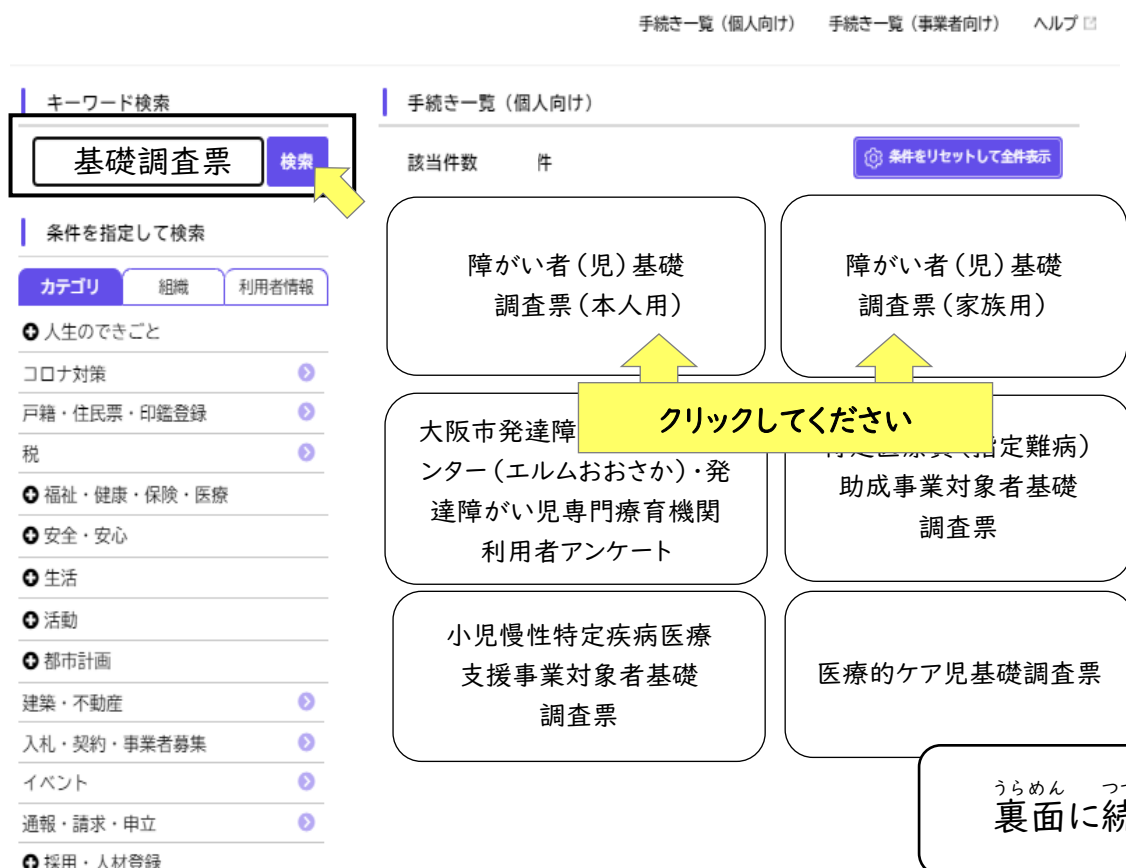 手続き一覧（個人向け）　手続き一覧（事業者向け）　ヘルプ
キーワード検索
基礎調査票 検索
条件を指定して検索
カテゴリ 組織 利用者情報
人生のできごと
コロナ対策
戸籍・住民票・印鑑登録
税
福祉・健康・保険・医療
安全・安心
生活
活動
都市計画
建築・不動産
入札・契約・事業者募集
イベント
通報・請求・申立
採用・人材登録
手続き一覧（個人向け）
該当件数 件
条件をリセットして全件表示
障がい者（児）基礎
調査票（本人用）
障がい者（児）基礎
調査票（家族用）
クリックしてください
大阪市発達障
ンター（エルムおおさか）・発
達障がい児専門療育機関
利用者アンケート
定難病）
助成事業対象者基礎
調査票
小児慢性特定疾病医療
支援事業対象者基礎
調査票
医療的ケア児基礎調査票
うらめん
裏面に続